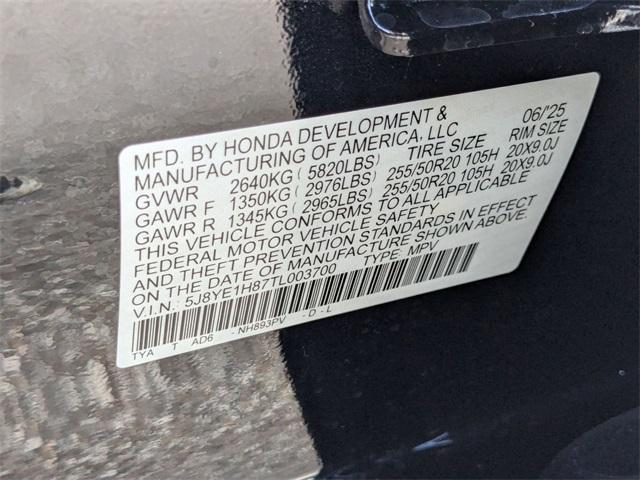 MFD. BY HONDA DEVELOPMENT & 06/'25
MANUFACTURING OF AMERICA, LLC TIRE SIZE RIM SIZE
GVWR 2640KG ( 5820LBS)
GAWR F 1350KG ( 2976LBS) 255/50R20 105H 20X9.0J
GAWR R 1345KG ( 2965LBS) 255/50R20 105H 20X9.0J
THIS VEHICLE CONFORMS TO ALL APPLICABLE
FEDERAL MOTOR VEHICLE SAFETY
AND THEFT PREVENTION STANDARDS IN EFFECT
ON THE DATE OF MANUFACTURE SHOWN ABOVE.
V.I.N.: 5J8YE1H87TL003700 TYPE: MPV
TYA T AD6 - NH893PV - D - L